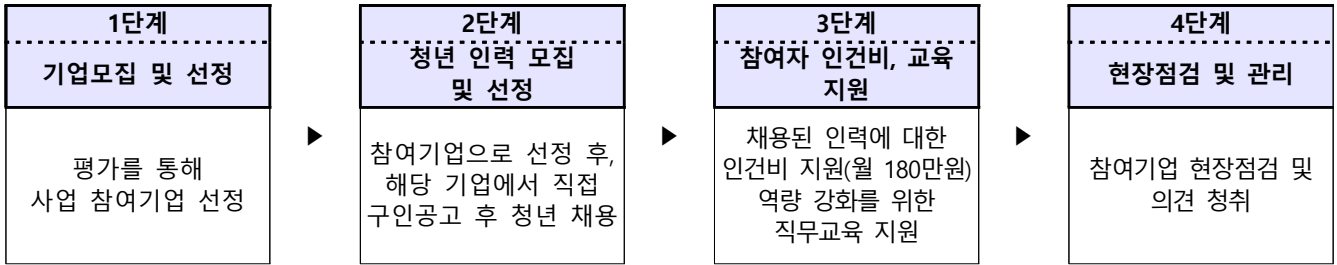 1단계
기업모집 및 선정
평가를 통해
사업 참여기업 선정
▶
2단계
청년 인력 모집
및 선정
참여기업으로 선정 후,
해당 기업에서 직접
구인공고 후 청년 채용
▶
3단계
참여자 인건비, 교육
지원
채용된 인력에 대한
인건비 지원(월 180만원)
역량 강화를 위한
직무교육 지원
▶
4단계
현장점검 및 관리
참여기업 현장점검 및
의견 청취